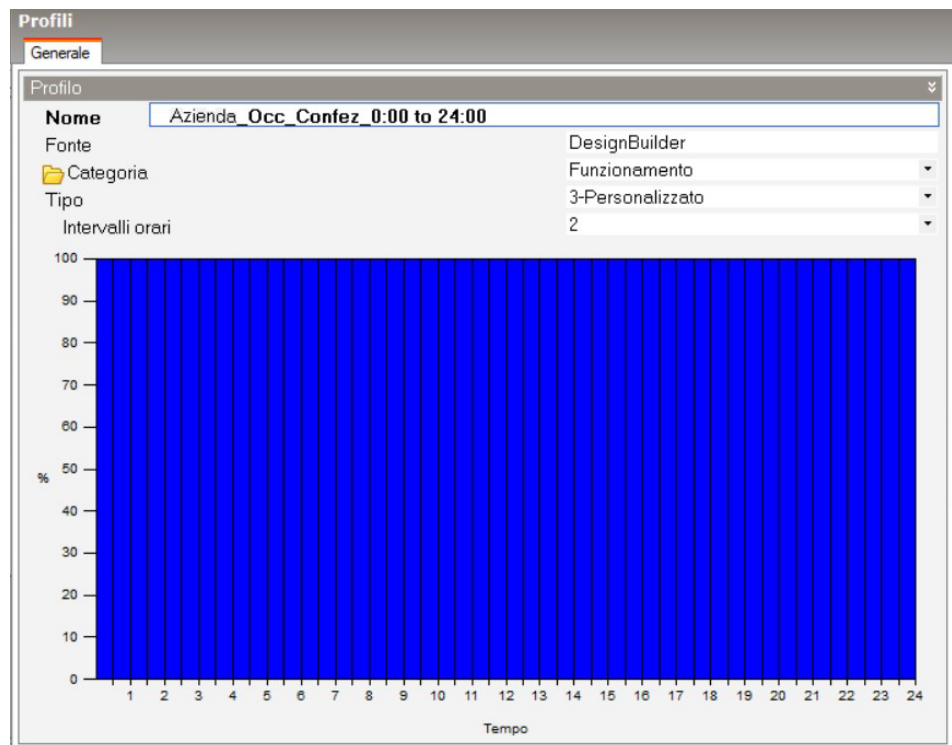 Profili
Generale
Profilo
Nome Azienda_Occ_Confez_0:00 to 24:00
Fonte DesignBuilder
Categoria Funzionamento
Tipo 3-Personalizzato
Intervalli orari 2
100
90
80
70
60
% 50
40
30
20
10
0
1 2 3 4 5 6 7 8 9 10 11 12 13 14 15 16 17 18 19 20 21 22 23 24
Tempo